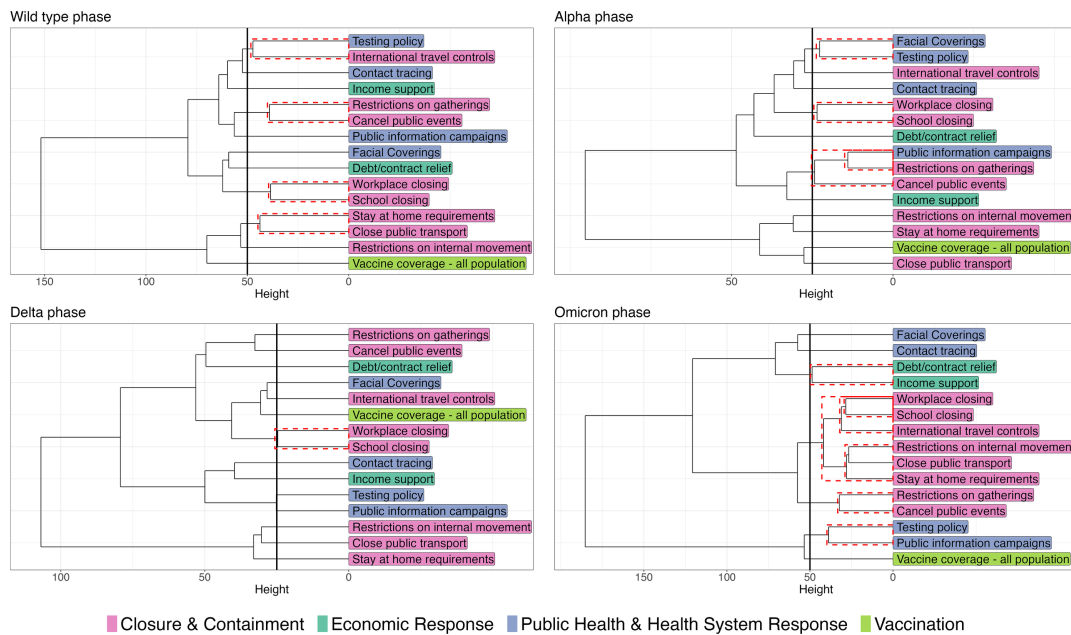 Wild type phase
Testing policy
International travel controls
Contact tracing
Income support
Restrictions on gatherings
Cancel public events
Public information campaigns
Facial Coverings
Debt/contract relief
Workplace closing
School closing
Stay at home requirements
Close public transport
Restrictions on internal movement
Vaccine coverage - all population
150 100 50 0
Height
Alpha phase
Facial Coverings
Testing policy
International travel controls
Contact tracing
Workplace closing
School closing
Debt/contract relief
Public information campaigns
Restrictions on gatherings
Cancel public events
Income support
Restrictions on internal movemen
Stay at home requirements
Vaccine coverage - all population
Close public transport
50 0
Height
Delta phase
Restrictions on gatherings
Cancel public events
Debt/contract relief
Facial Coverings
International travel controls
Vaccine coverage - all population
Workplace closing
School closing
Contact tracing
Income support
Testing policy
Public information campaigns
Restrictions on internal movement
Close public transport
Stay at home requirements
100 50 0
Height
Omicron phase
Facial Coverings
Contact tracing
Debt/contract relief
Income support
Workplace closing
School closing
International travel controls
Restrictions on internal movemen
Close public transport
Stay at home requirements
Restrictions on gatherings
Cancel public events
Testing policy
Public information campaigns
Vaccine coverage - all population
150 100 50 0
Height
Closure & Containment Economic Response Public Health & Health System Response Vaccination